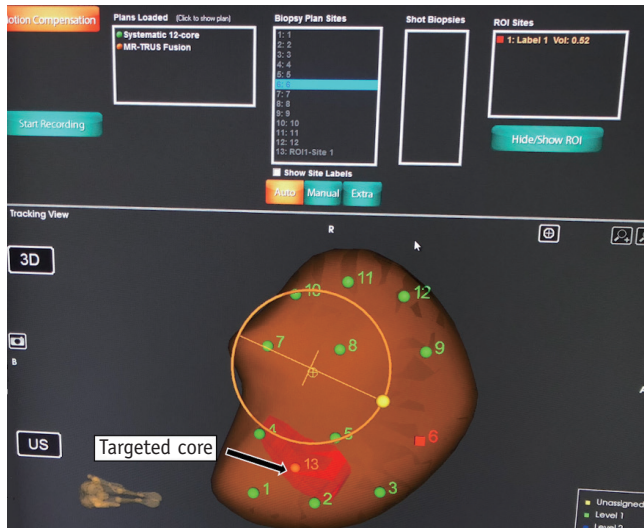 otion Compensation
Plans Loaded (Click to show plan)
Systematic 12-core
MR-TRUS Fusion
Start Recording
Biopsy Plan Sites
1: 1
2: 2
3: 3
4: 4
5: 5
7: 7
8: 8
9: 9
10: 10
11: 11
12: 12
13: ROI1-Site 1
Show Site Labels
Auto Manual Extra
Shot Biopsies
ROI Sites
1: Label 1 Vol: 0.52
Hide/Show ROI
Tracking View
R
3D
B
US
10 11 12
7 8 9
4 5 6
Targeted core
13
1 2 3
Unassigned
Level 1
Level 2